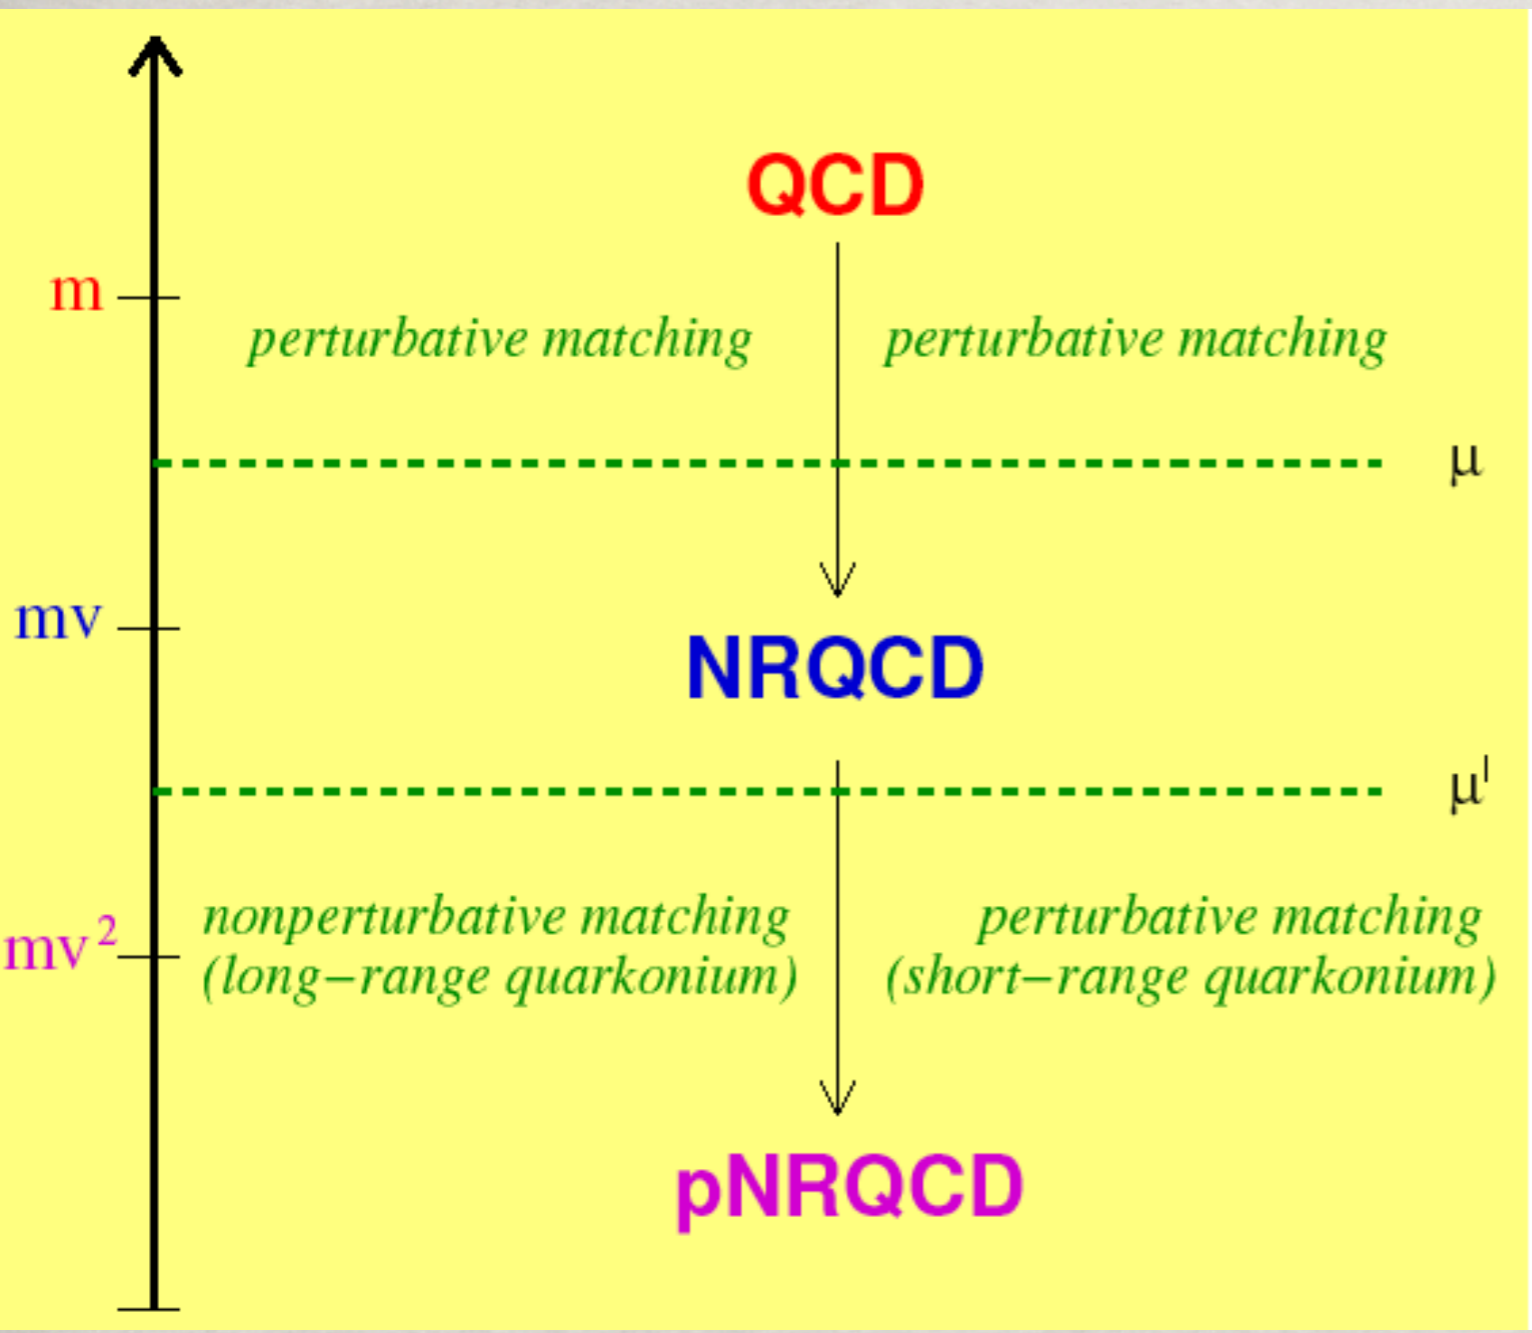 QCD
m
perturbative matching perturbative matching
μ
mv
NRQCD
μ'
nonperturbative matching perturbative matching
mv²
(long−range quarkonium) (short−range quarkonium)
pNRQCD